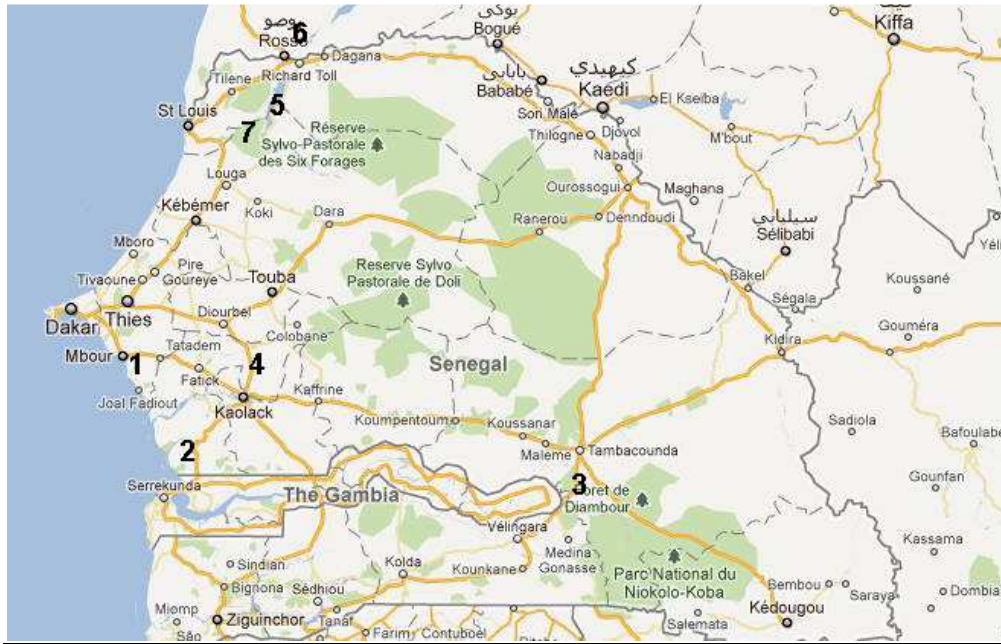 وصو
6
Rosso
Dagana
Richard Toll
Tilene
5
St Louis
7
Réserve
Sylvo-Pastorale
des Six Forages
بوكى
Bogué
بابابي
Bababé
كيهيدي
Kaédi
Kiffa
El Kseiba
Son Malé
Djovol
Thilogne
M'bout
Nabadji
Ourossogui
Maghana
Louga
Koki
Dara
Kébémer
Ranerou
Denndoudi
سيليبابي
Sélibabi
Mboro
Pire
Goureye
Tivaoune
Touba
Reserve Sylvo
Pastorale de Doli
Bakel
Koussané
Ségala
Dakar
Thies
Diourbel
Colobane
Gouméra
Kidira
Mbour
1
Tatadem
4
Senegal
Fatick
Joal Fadiout
Kaolack
Kaffrine
Koumpentoum
Koussanar
Sadiola
Bafoulabe
2
Maleme
Tambacounda
3
Serrekunda
The Gambia
Foret de
Diambour
Gounfan
Vélingara
Medina
Gonasse
Kassama
Sindian
Kolda
Kounkane
Parc National du
Niokolo-Koba
Bignona
Sédhiou
Bembou
Saraya
Dombia
Miomp
Ziguinchor
Tanaf
Kédougou
Salemata
São
Farim
Contuboel